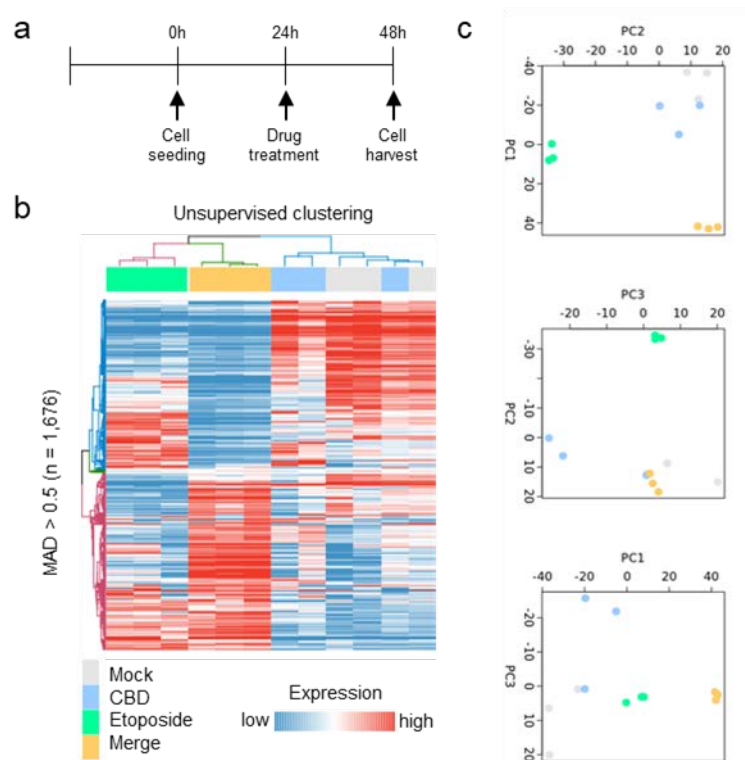 a
0h 24h 48h
Cell seeding
Drug treatment
Cell harvest
b
Unsupervised clustering
MAD > 0.5 (n = 1,676)
Mock
CBD
Etoposide
Merge
Expression
low high
c
PC2
-30 -20 -10 0 10
PC1
-40
-20
0
20
40
PC3
-20 -10 0 10 20
PC2
-30
-10
0
10
20
PC1
-40 -20 0 20 40
PC3
-20
-10
0
10
20